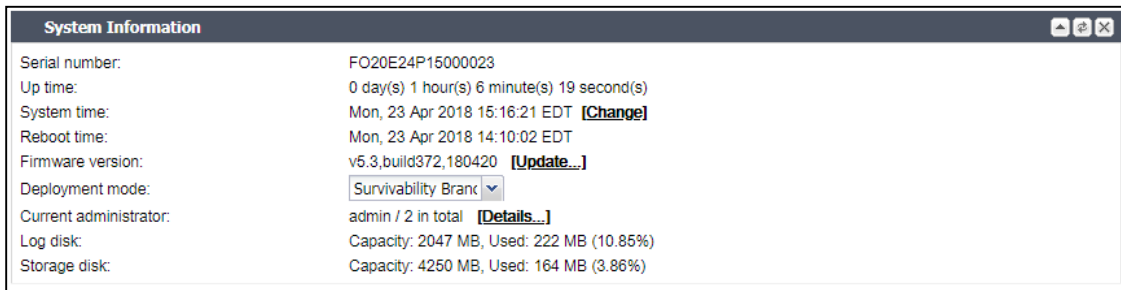 System Information
Serial number: FO20E24P15000023
Up time: 0 day(s) 1 hour(s) 6 minute(s) 19 second(s)
System time: Mon, 23 Apr 2018 15:16:21 EDT [Change]
Reboot time: Mon, 23 Apr 2018 14:10:02 EDT
Firmware version: v5.3,build372,180420 [Update...]
Deployment mode: Survivability Branc
Current administrator: admin / 2 in total [Details...]
Log disk: Capacity: 2047 MB, Used: 222 MB (10.85%)
Storage disk: Capacity: 4250 MB, Used: 164 MB (3.86%)